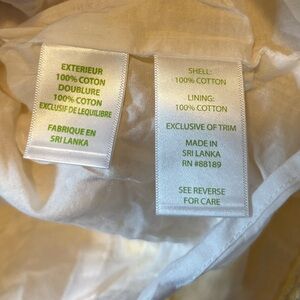 EXTERIEUR
100% COTON
DOUBLURE
100% COTON
EXCLUSIF DE LEQUILIBRE
FABRIQUE EN
SRI LANKA
SHELL:
100% COTTON
LINING:
100% COTTON
EXCLUSIVE OF TRIM
MADE IN
SRI LANKA
RN #88189
SEE REVERSE
FOR CARE